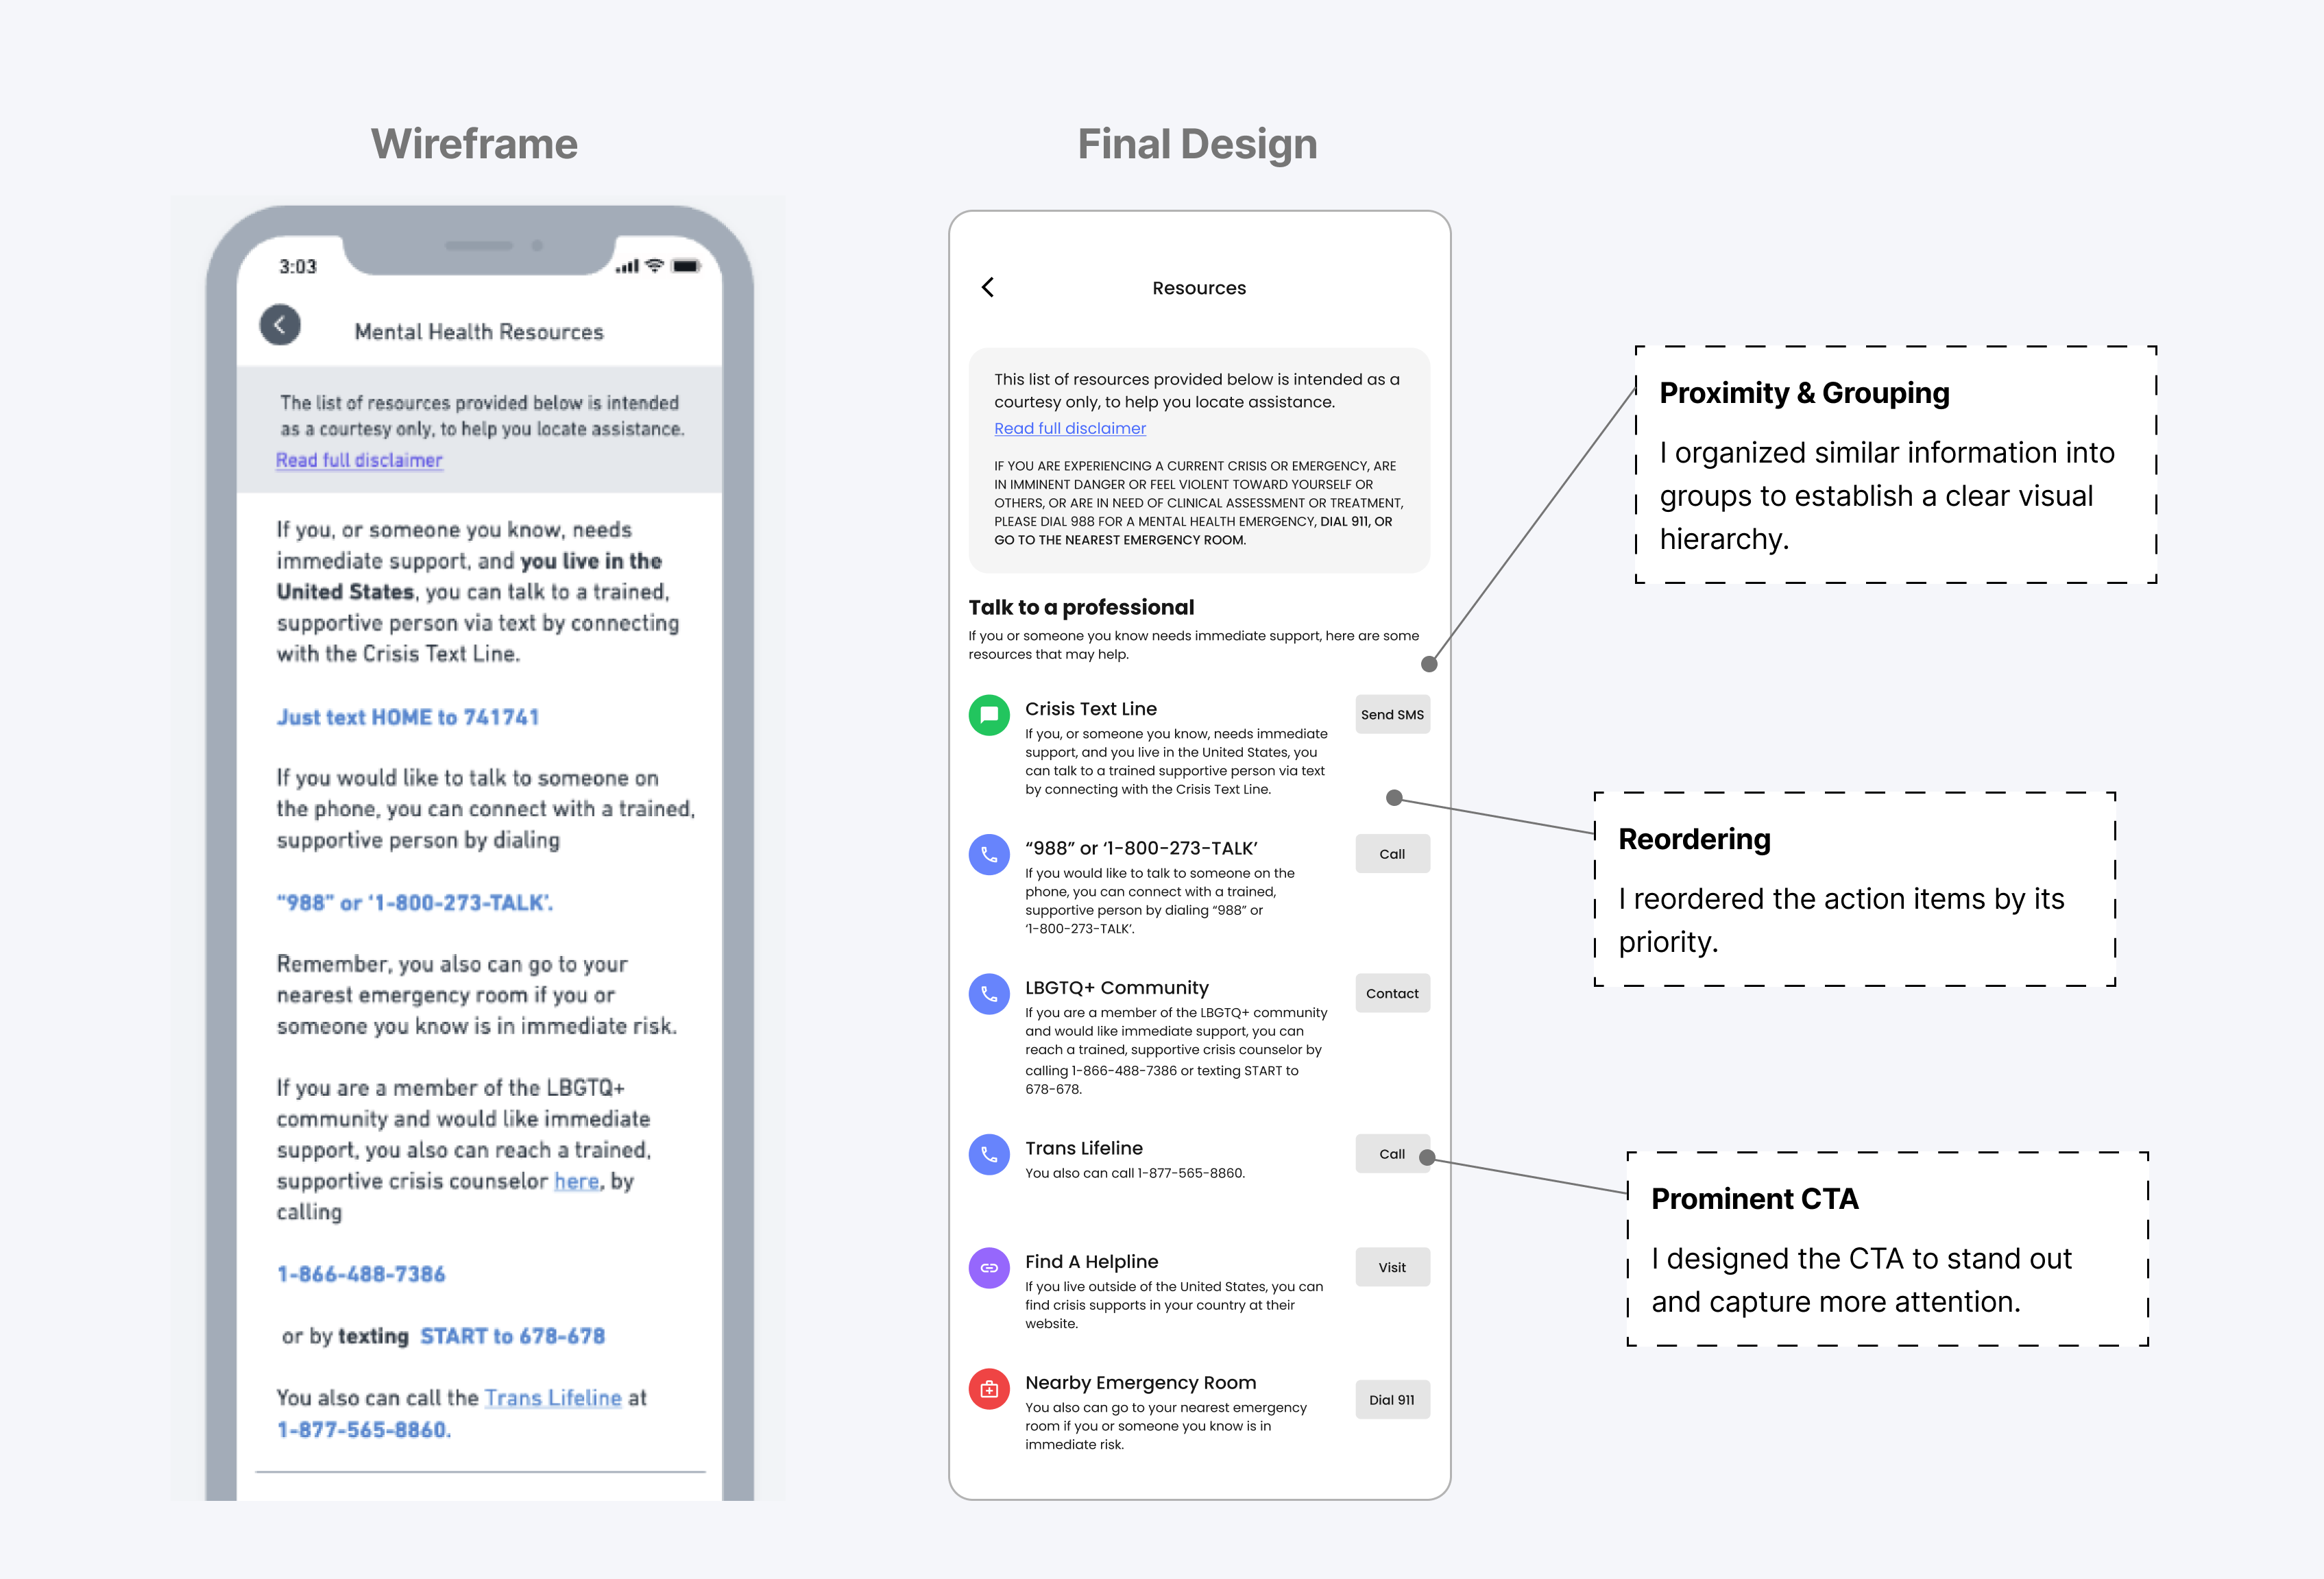 Wireframe
3:03
Mental Health Resources
The list of resources provided below is intended
as a courtesy only, to help you locate assistance.
Read full disclaimer
If you, or someone you know, needs
immediate support, and you live in the
United States, you can talk to a trained,
supportive person via text by connecting
with the Crisis Text Line.
Just text HOME to 741741
If you would like to talk to someone on
the phone, you can connect with a trained,
supportive person by dialing
“988” or ‘1-800-273-TALK’.
Remember, you also can go to your
nearest emergency room if you or
someone you know is in immediate risk.
If you are a member of the LBGTQ+
community and would like immediate
support, you also can reach a trained,
supportive crisis counselor here, by
calling
1-866-488-7386
or by texting START to 678-678
You also can call the Trans Lifeline at
1-877-565-8860.
Final Design
Resources
This list of resources provided below is intended as a
courtesy only, to help you locate assistance.
Read full disclaimer
IF YOU ARE EXPERIENCING A CURRENT CRISIS OR EMERGENCY, ARE
IN IMMINENT DANGER OR FEEL VIOLENT TOWARD YOURSELF OR
OTHERS, OR ARE IN NEED OF CLINICAL ASSESSMENT OR TREATMENT,
PLEASE DIAL 988 FOR A MENTAL HEALTH EMERGENCY, DIAL 911, OR
GO TO THE NEAREST EMERGENCY ROOM.
Talk to a professional
If you or someone you know needs immediate support, here are some
resources that may help.
Crisis Text Line
If you, or someone you know, needs immediate
support, and you live in the United States, you
can talk to a trained supportive person via text
by connecting with the Crisis Text Line.
Send SMS
“988” or ‘1-800-273-TALK’
If you would like to talk to someone on the
phone, you can connect with a trained,
supportive person by dialing “988” or
‘1-800-273-TALK’.
Call
LBGTQ+ Community
If you are a member of the LBGTQ+ community
and would like immediate support, you can
reach a trained, supportive crisis counselor by
calling 1-866-488-7386 or texting START to
678-678.
Contact
Trans Lifeline
You also can call 1-877-565-8860.
Call
Find A Helpline
If you live outside of the United States, you can
find crisis supports in your country at their
website.
Visit
Nearby Emergency Room
You also can go to your nearest emergency
room if you or someone you know is in
immediate risk.
Dial 911
Proximity & Grouping
I organized similar information into
groups to establish a clear visual
hierarchy.
Reordering
I reordered the action items by its
priority.
Prominent CTA
I designed the CTA to stand out
and capture more attention.